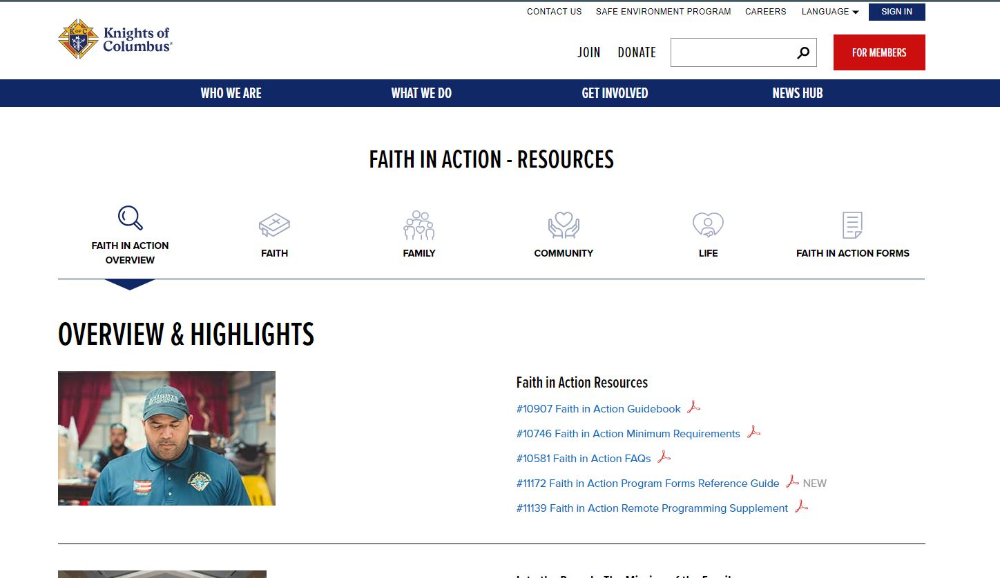 CONTACT US SAFE ENVIRONMENT PROGRAM CAREERS LANGUAGE SIGN IN
K OF C
Knights of
Columbus®
JOIN DONATE FOR MEMBERS
WHO WE ARE WHAT WE DO GET INVOLVED NEWS HUB
FAITH IN ACTION - RESOURCES
FAITH IN ACTION
OVERVIEW
FAITH FAMILY COMMUNITY LIFE FAITH IN ACTION FORMS
OVERVIEW & HIGHLIGHTS
KNIGHTS
Faith in Action Resources
#10907 Faith in Action Guidebook
#10746 Faith in Action Minimum Requirements
#10581 Faith in Action FAQs
#11172 Faith in Action Program Forms Reference Guide NEW
#11139 Faith in Action Remote Programming Supplement